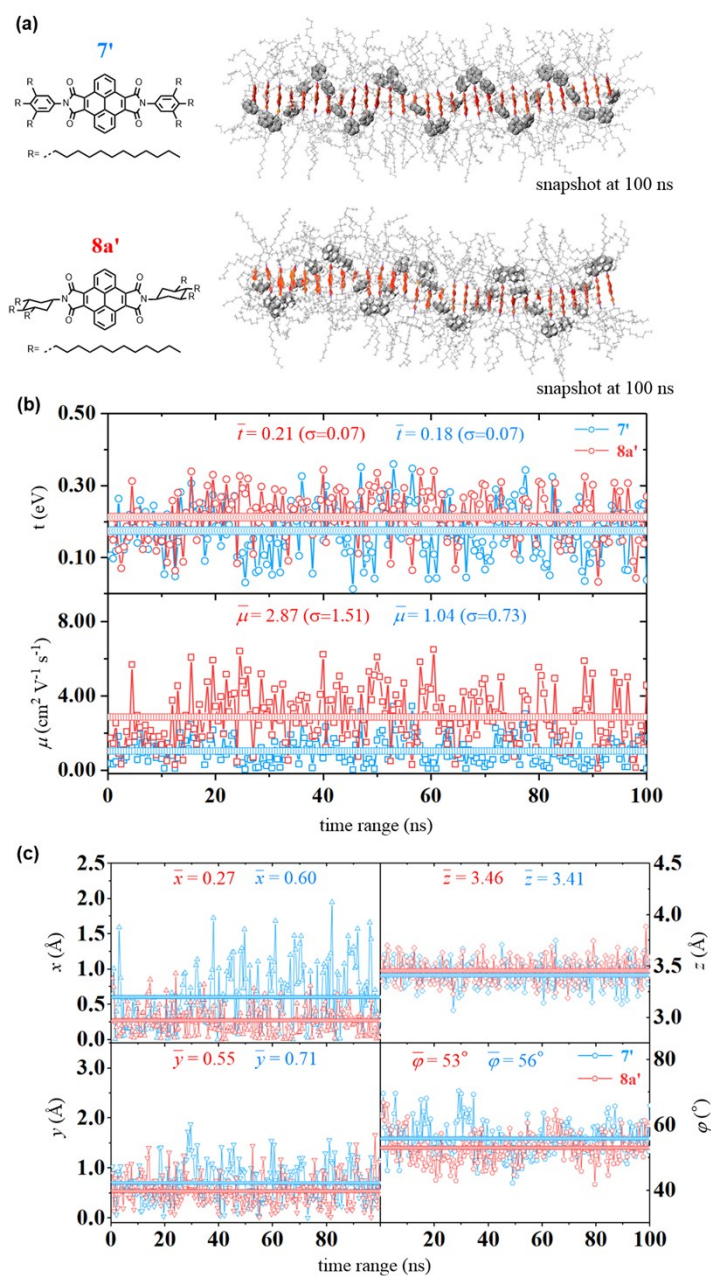 (a)
7'
R
R
R
N
O
O
O
O
N
R
R
R
R=
snapshot at 100 ns
8a'
R
R
R
N
O
O
O
O
N
R
R
R
R=
snapshot at 100 ns
(b)
0.50
0.30
0.10
t (eV)
t̄ = 0.21 (σ=0.07) t̄ = 0.18 (σ=0.07)
7'
8a'
8.00
4.00
0.00
μ (cm² V⁻¹ s⁻¹)
μ̄ = 2.87 (σ=1.51) μ̄ = 1.04 (σ=0.73)
0 20 40 60 80 100
time range (ns)
(c)
2.5
2.0
1.5
1.0
0.5
0.0
x (Å)
x̄ = 0.27 x̄ = 0.60
z̄ = 3.46 z̄ = 3.41
4.5
4.0
3.5
3.0
z (Å)
3.0
2.0
1.0
0.0
y (Å)
ȳ = 0.55 ȳ = 0.71
φ̄ = 53° φ̄ = 56°
7'
8a'
80
60
40
φ (°)
0 20 40 60 80 0 20 40 60 80 100
time range (ns)